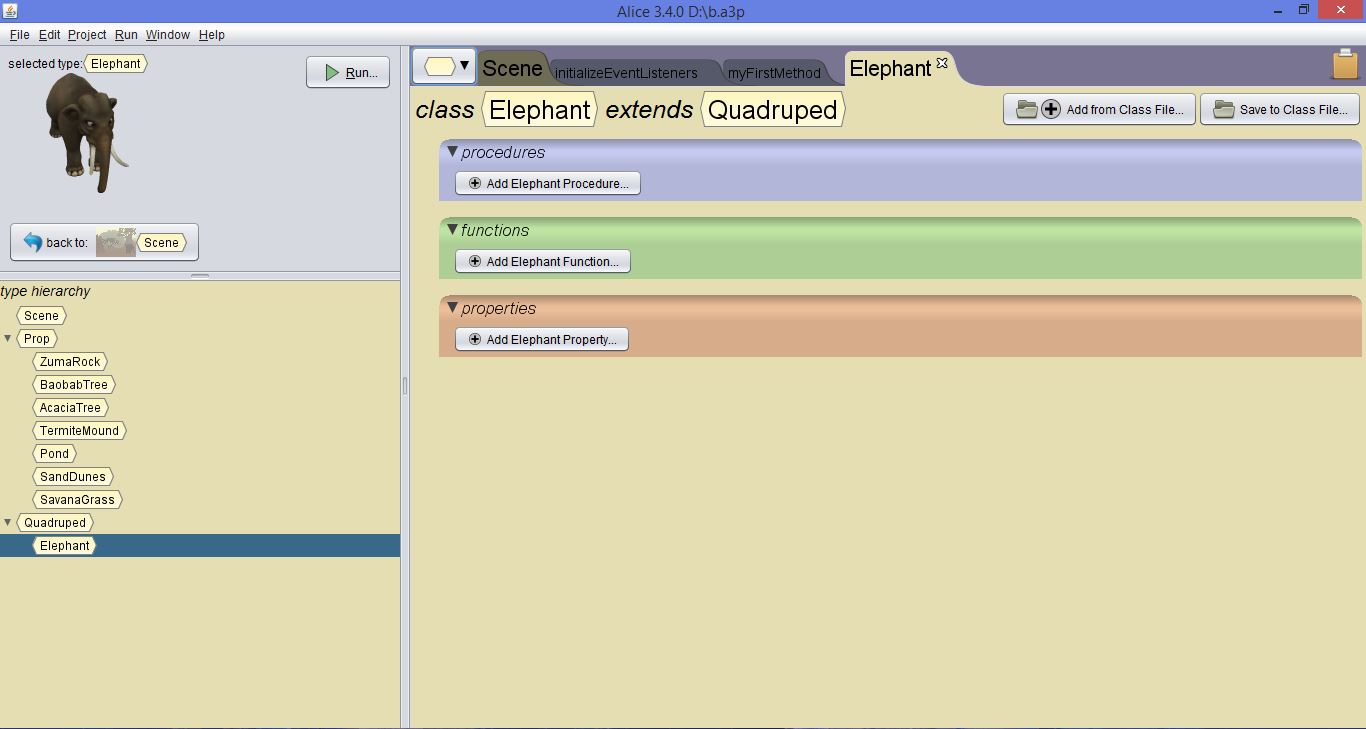 Alice 3.4.0 D:\b.a3p
File Edit Project Run Window Help
selected type: Elephant
Run...
back to: Scene
type hierarchy
Scene
Prop
ZumaRock
BaobabTree
AcaciaTree
TermiteMound
Pond
SandDunes
SavanaGrass
Quadruped
Elephant
Scene initializeEventListeners myFirstMethod Elephant
class Elephant extends Quadruped
Add from Class File... Save to Class File...
procedures
Add Elephant Procedure...
functions
Add Elephant Function...
properties
Add Elephant Property...